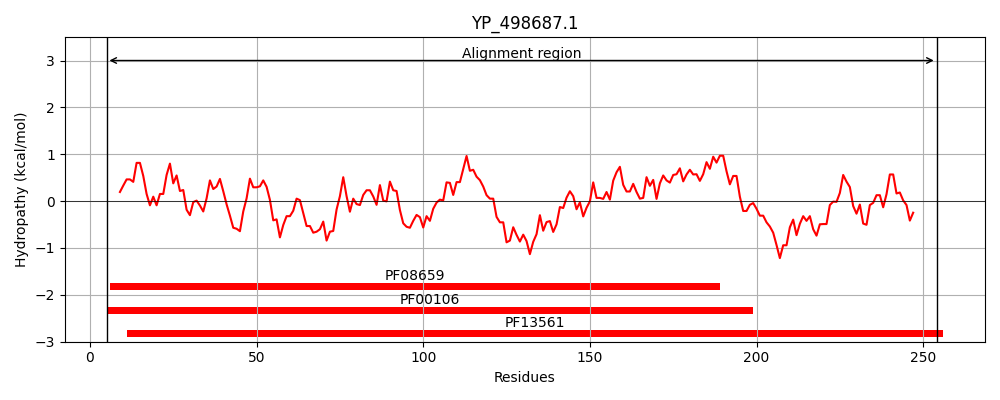 YP_498687.1
Hydropathy (kcal/mol)
3
2
1
0
−1
−2
−3
Alignment region
PF08659
PF00106
PF13561
0 50 100 150 200 250
Residues